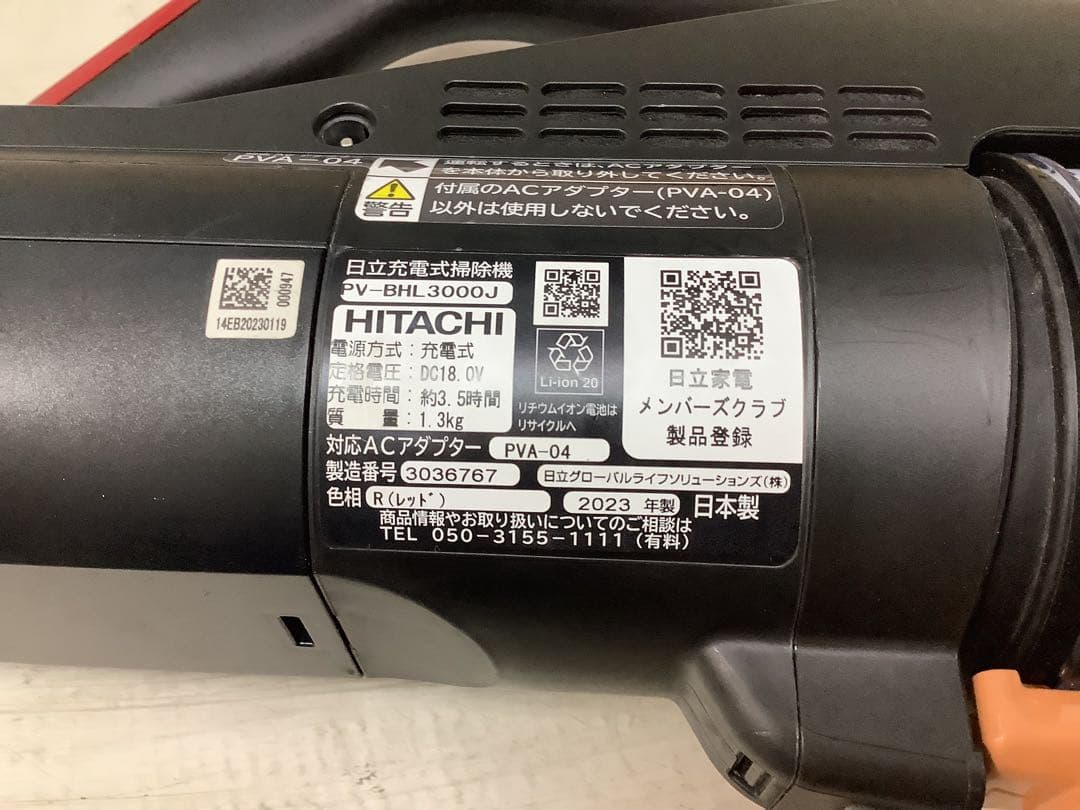 PVA-04
運転するときは、ACアダプター
を本体から取り外してください。
警告
付属のACアダプター(PVA-04)
以外は使用しないでください。
000947
14EB20230119
日立充電式掃除機
PV-BHL3000J
HITACHI
電源方式：充電式
定格電圧：DC18.0V
充電時間：約3.5時間
質　量：1.3kg
Li-ion 20
リチウムイオン電池は
リサイクルへ
日立家電
メンバーズクラブ
製品登録
対応ACアダプター PVA-04
製造番号 3036767 日立グローバルライフソリューションズ(株)
色相 R(レッド) 2023 年製 日本製
商品情報やお取り扱いについてのご相談は
TEL 050-3155-1111 (有料)